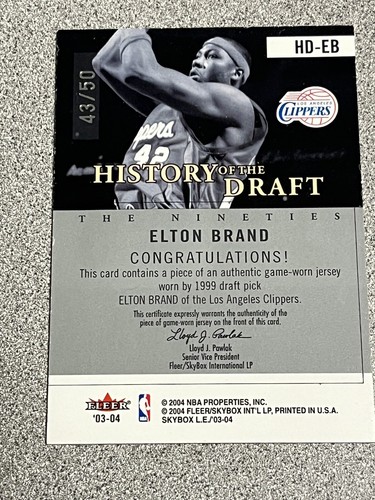 HD-EB
43/50
LOS ANGELES
CLIPPERS
ppers
42
HISTORY OF THE
DRAFT
THE NINETIES
ELTON BRAND
CONGRATULATIONS!
This card contains a piece of an authentic game-worn jersey
worn by 1999 draft pick
ELTON BRAND of the Los Angeles Clippers.
This certificate expressly warrants the authenticity of the
piece of game-worn jersey on the front of this card.
Lloyd J. Pawlak
Lloyd J. Pawlak
Senior Vice President
Fleer/SkyBox International LP
FLEER
'03-04
NBA
© 2004 NBA PROPERTIES, INC.
© 2004 FLEER/SKYBOX INT'L LP, PRINTED IN U.S.A.
SKYBOX L.E./'03-04